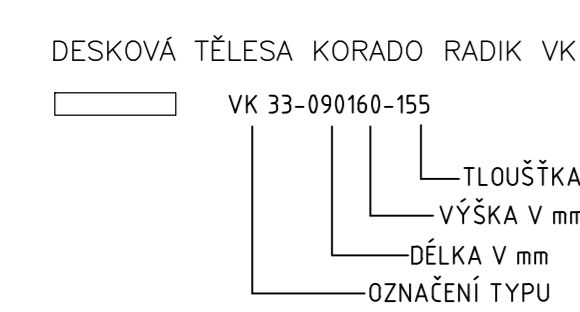 DESKOVÁ TĚLESA KORADO RADIK VK
VK 33-090160-155
TLOUŠŤKA
VÝŠKA V mm
DÉLKA V mm
OZNAČENÍ TYPU